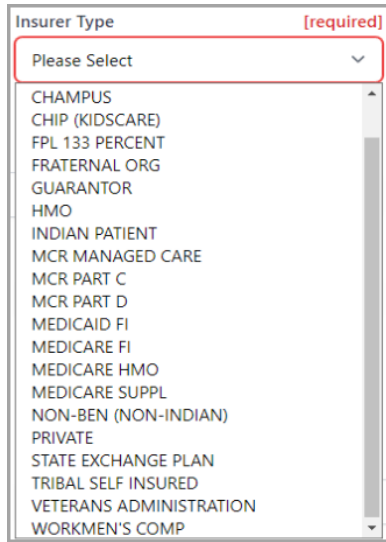 Insurer Type [required]
Please Select
CHAMPUS
CHIP (KIDSCARE)
FPL 133 PERCENT
FRATERNAL ORG
GUARANTOR
HMO
INDIAN PATIENT
MCR MANAGED CARE
MCR PART C
MCR PART D
MEDICAID FI
MEDICARE FI
MEDICARE HMO
MEDICARE SUPPL
NON-BEN (NON-INDIAN)
PRIVATE
STATE EXCHANGE PLAN
TRIBAL SELF INSURED
VETERANS ADMINISTRATION
WORKMEN'S COMP